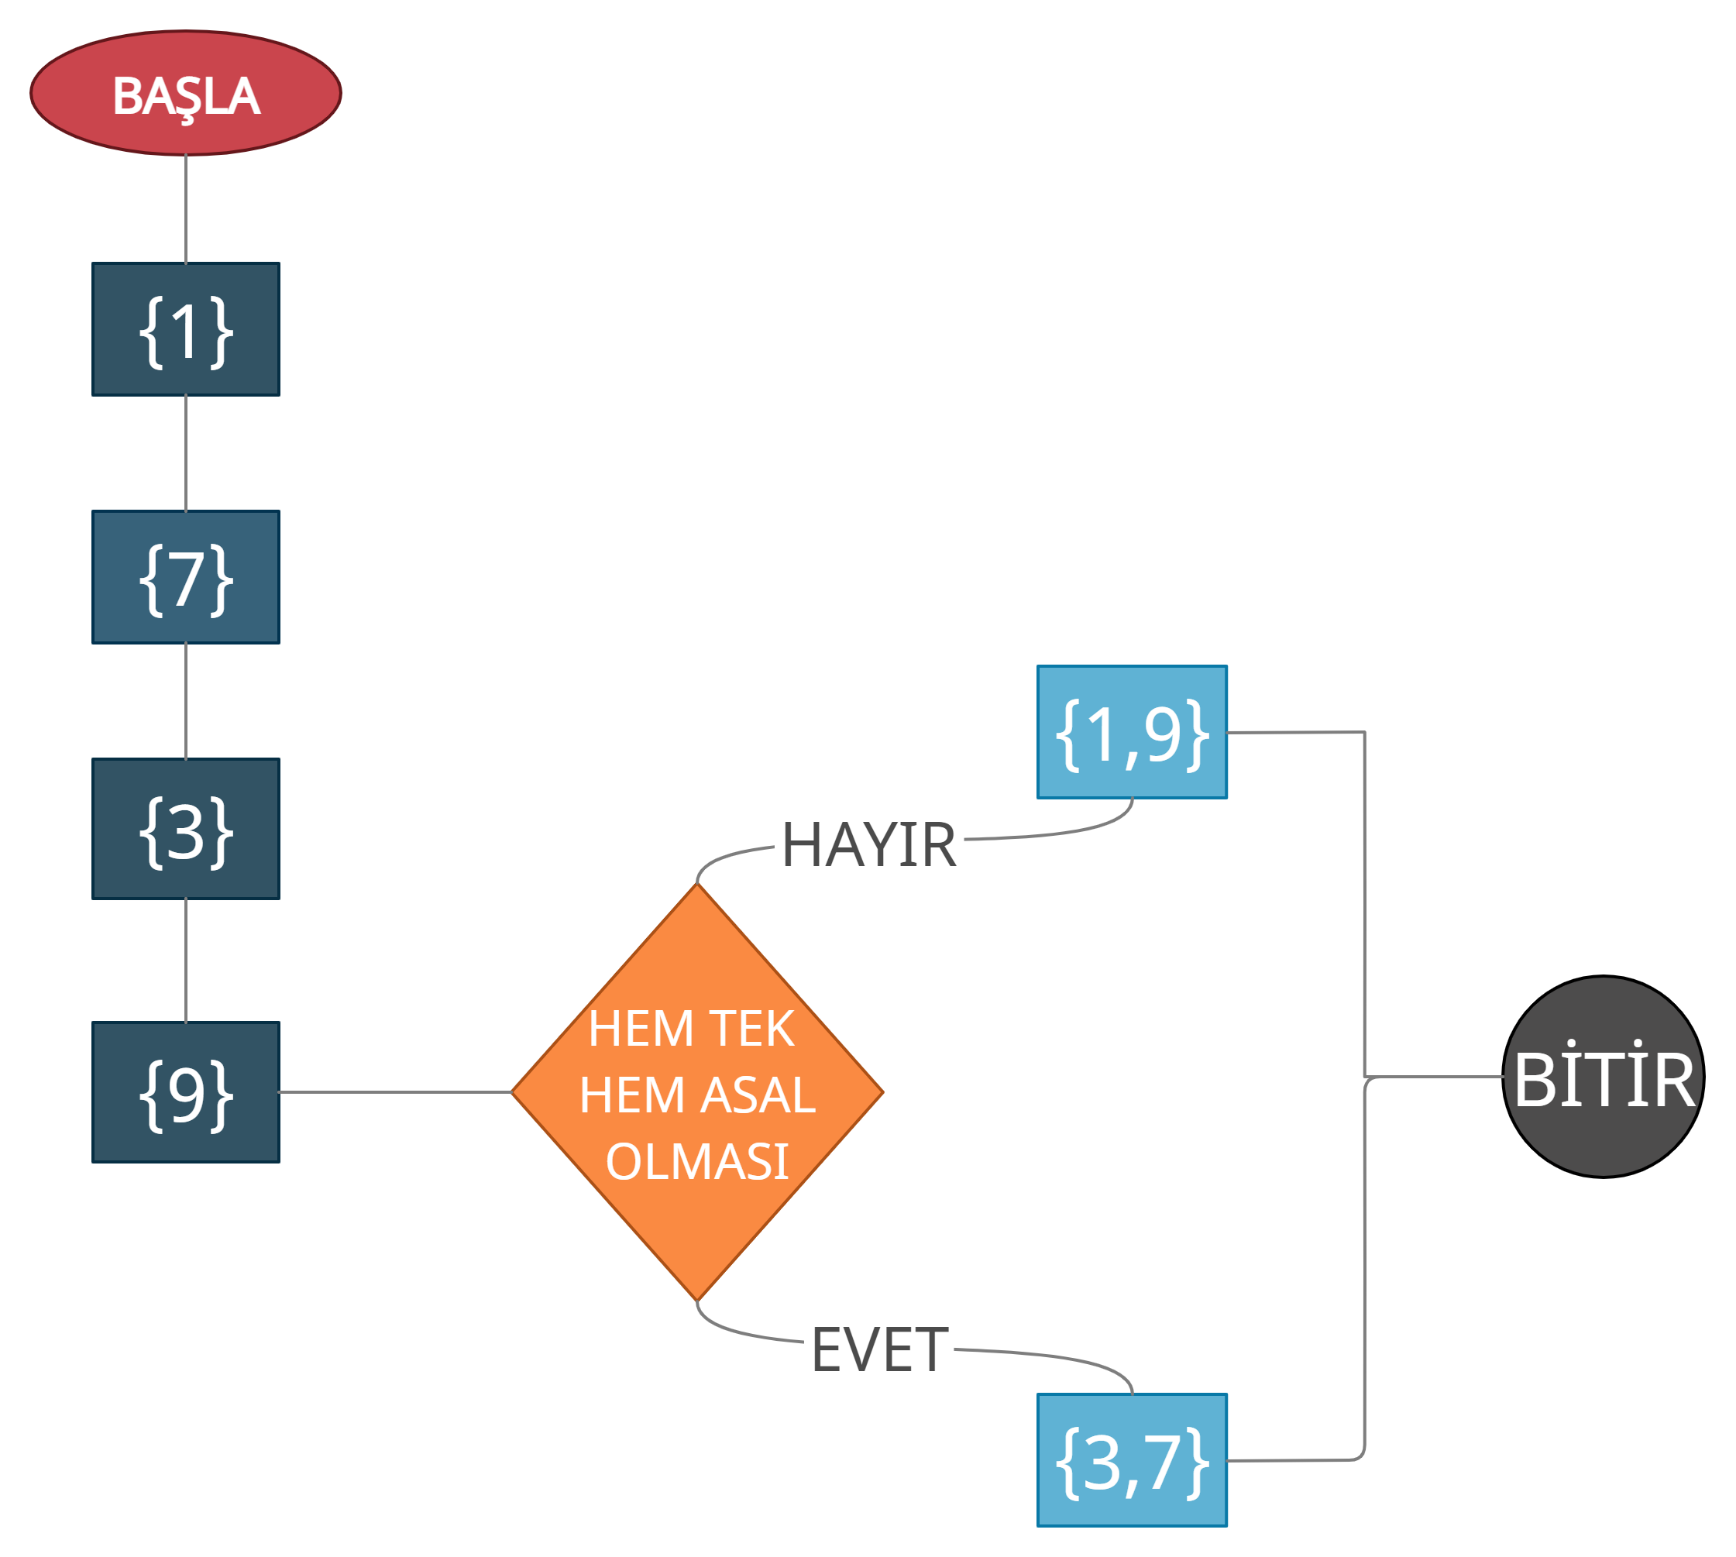 BAŞLA
{1}
{7}
{3}
{9}
HEM TEK
HEM ASAL
OLMASI
HAYIR
{1,9}
EVET
{3,7}
BİTİR